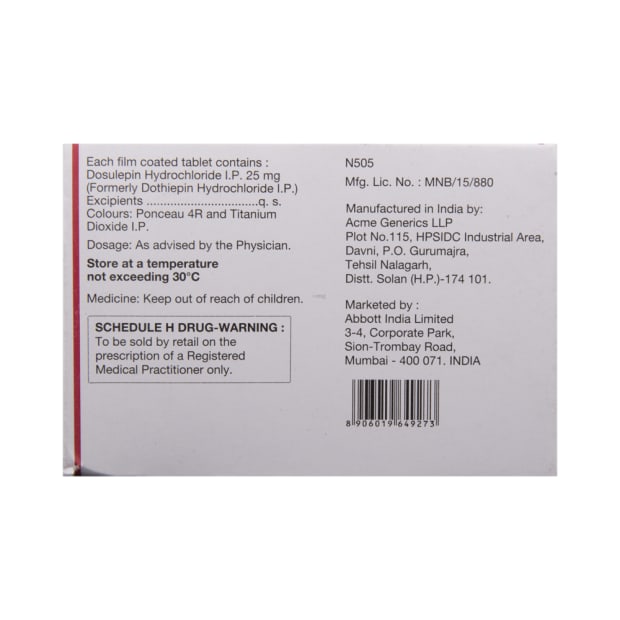 Each film coated tablet contains :
Dosulepin Hydrochloride I.P. 25 mg
(Formerly Dothiepin Hydrochloride I.P.)
Excipients .................................q. s.
Colours: Ponceau 4R and Titanium
Dioxide I.P.
Dosage: As advised by the Physician.
Store at a temperature
not exceeding 30°C
Medicine: Keep out of reach of children.
SCHEDULE H DRUG-WARNING :
To be sold by retail on the
prescription of a Registered
Medical Practitioner only.
N505
Mfg. Lic. No. : MNB/15/880
Manufactured in India by:
Acme Generics LLP
Plot No.115, HPSIDC Industrial Area,
Davni, P.O. Gurumajra,
Tehsil Nalagarh,
Distt. Solan (H.P.)-174 101.
Marketed by :
Abbott India Limited
3-4, Corporate Park,
Sion-Trombay Road,
Mumbai - 400 071. INDIA
8 906019 649273